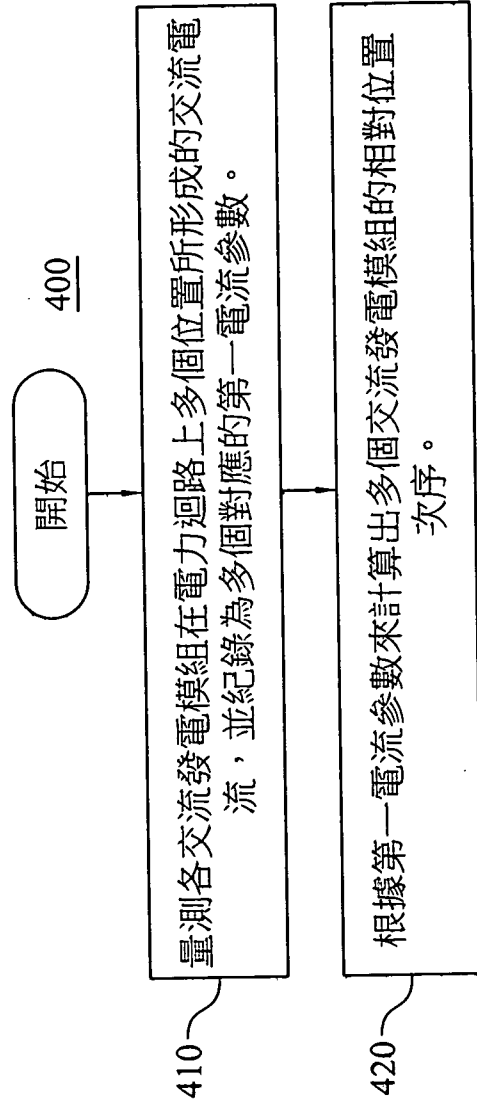 400
開始
410
量測各交流發電模組在電力迴路上多個位置所形成的交流電
流，並紀錄為多個對應的第一電流參數。
420
根據第一電流參數來計算出多個交流發電模組的相對位置
次序。